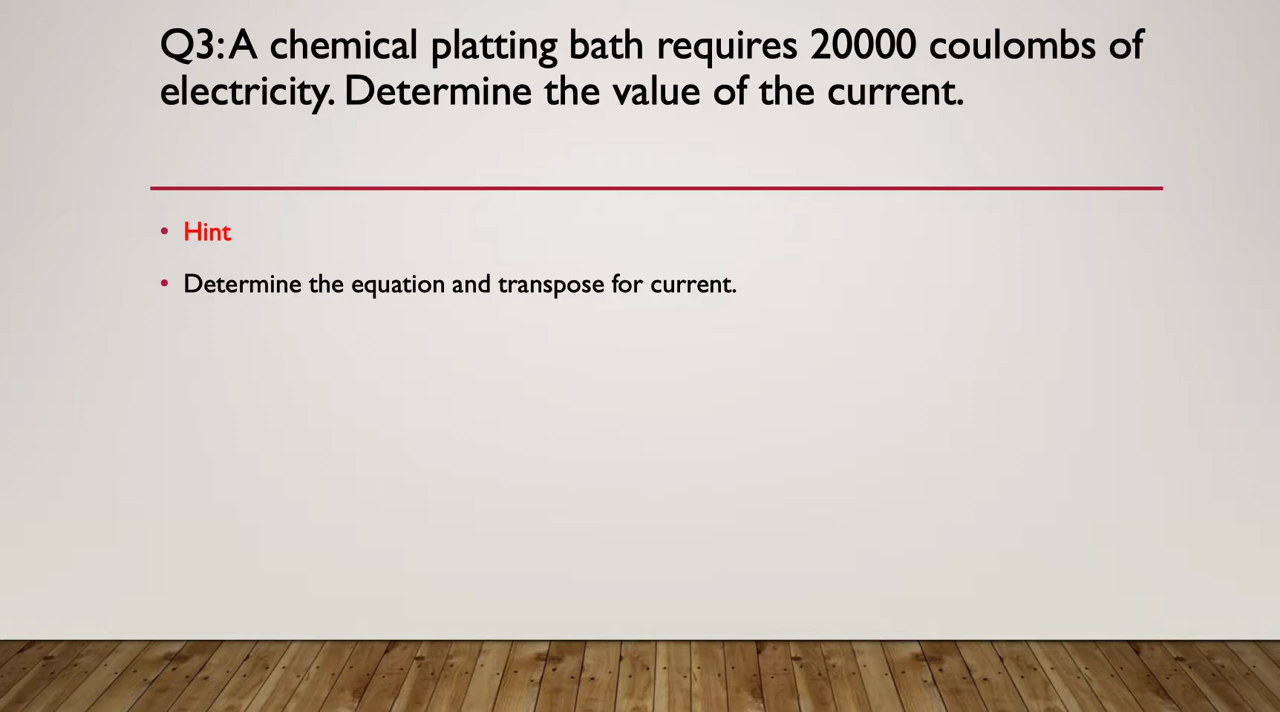 Q3: A chemical platting bath requires 20000 coulombs of
electricity. Determine the value of the current.
• Hint
• Determine the equation and transpose for current.